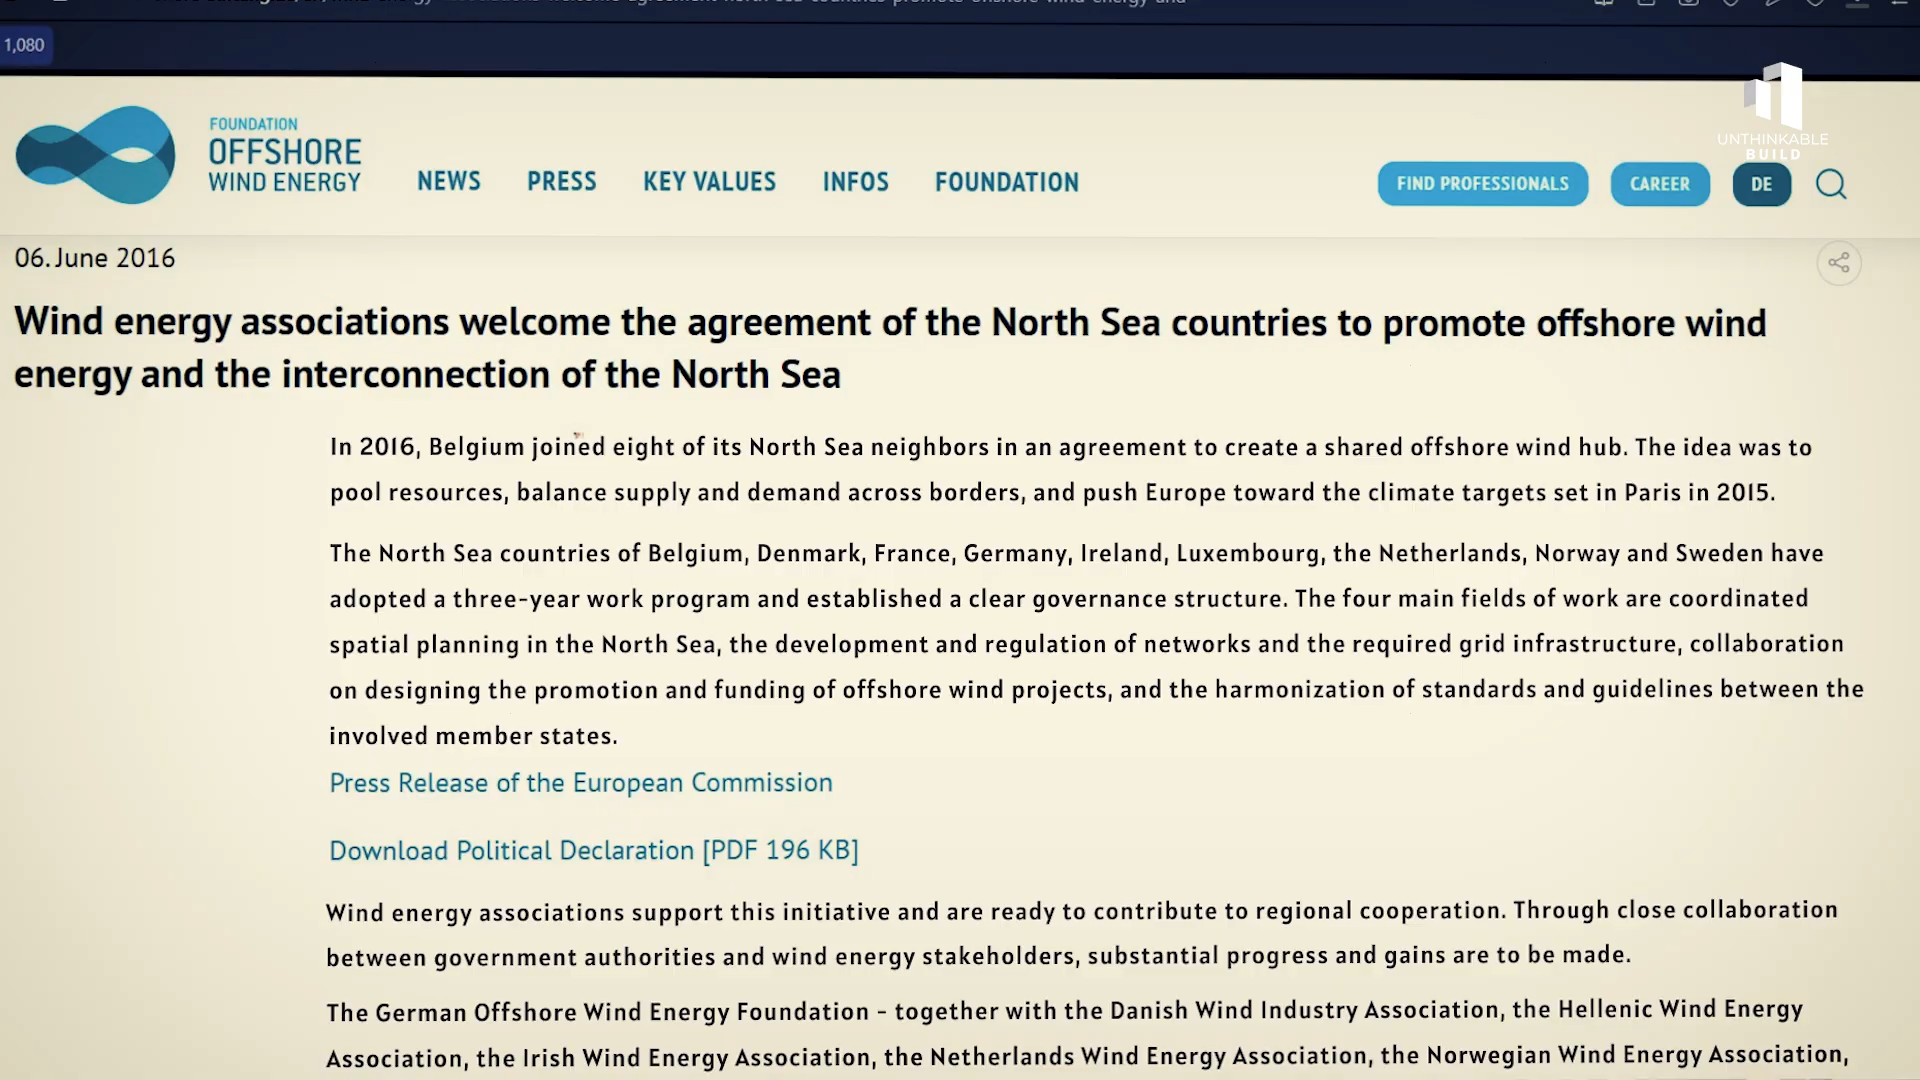 1,080
UNTHINKABLE
BUILD
FOUNDATION
OFFSHORE
WIND ENERGY
NEWS PRESS KEY VALUES INFOS FOUNDATION
FIND PROFESSIONALS CAREER DE
06. June 2016
Wind energy associations welcome the agreement of the North Sea countries to promote offshore wind
energy and the interconnection of the North Sea
In 2016, Belgium joined eight of its North Sea neighbors in an agreement to create a shared offshore wind hub. The idea was to
pool resources, balance supply and demand across borders, and push Europe toward the climate targets set in Paris in 2015.
The North Sea countries of Belgium, Denmark, France, Germany, Ireland, Luxembourg, the Netherlands, Norway and Sweden have
adopted a three-year work program and established a clear governance structure. The four main fields of work are coordinated
spatial planning in the North Sea, the development and regulation of networks and the required grid infrastructure, collaboration
on designing the promotion and funding of offshore wind projects, and the harmonization of standards and guidelines between the
involved member states.
Press Release of the European Commission
Download Political Declaration [PDF 196 KB]
Wind energy associations support this initiative and are ready to contribute to regional cooperation. Through close collaboration
between government authorities and wind energy stakeholders, substantial progress and gains are to be made.
The German Offshore Wind Energy Foundation - together with the Danish Wind Industry Association, the Hellenic Wind Energy
Association, the Irish Wind Energy Association, the Netherlands Wind Energy Association, the Norwegian Wind Energy Association,